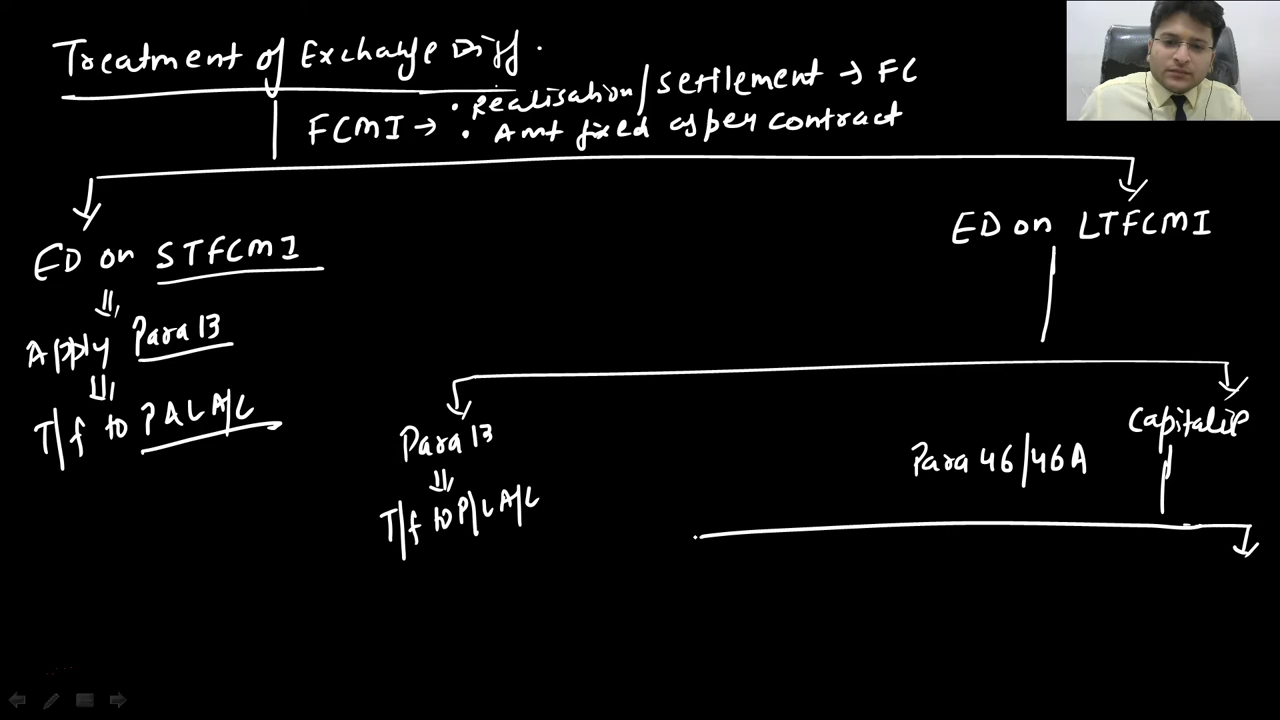 Treatment of Exchange Diff.
FCMI → • Realisation/settlement → FC
• Amt fixed as per contract
ED on STFCMI
ED on LTFCMI
Apply Para 13
T/f to P&L A/c
Para 13
T/f to P/L A/c
Capitalise
Para 46/46A